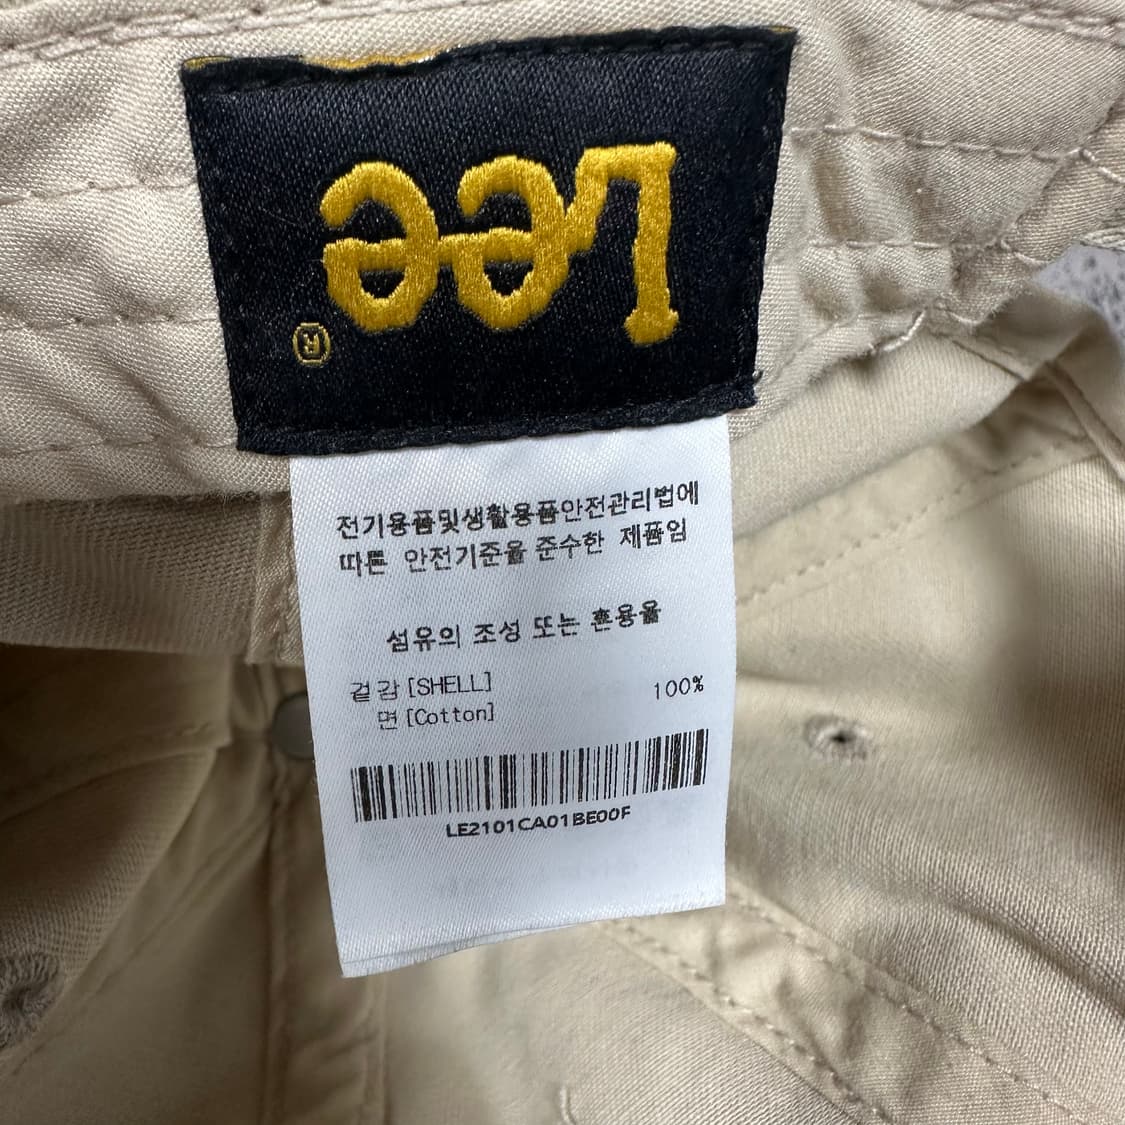 Lee
®
전기용품및생활용품안전관리법에
따른 안전기준을 준수한 제품임
섬유의 조성 또는 혼용율
겉감[SHELL]
면[Cotton] 100%
LE2101CA01BE00F